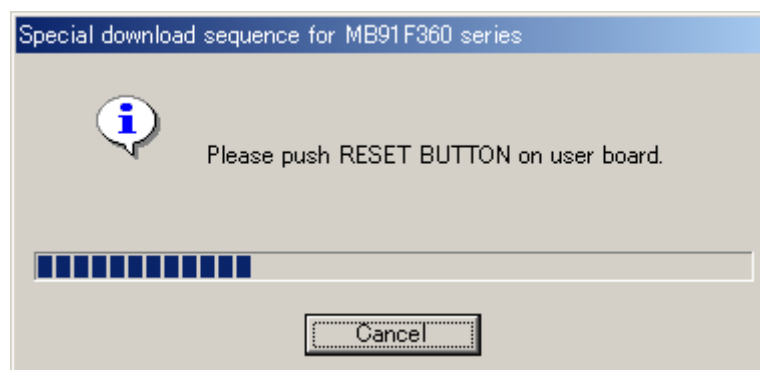 Special download sequence for MB91F360 series
Please push RESET BUTTON on user board.
Cancel